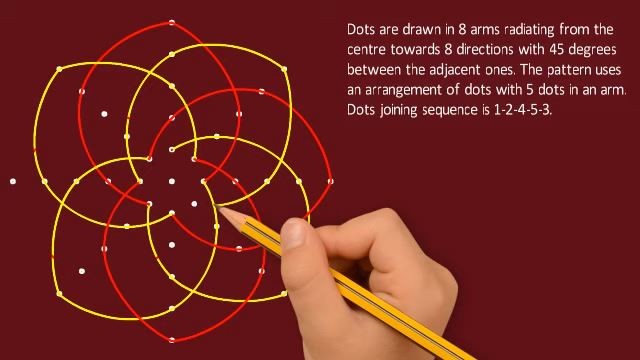 Dots are drawn in 8 arms radiating from the
centre towards 8 directions with 45 degrees
between the adjacent ones. The pattern uses
an arrangement of dots with 5 dots in an arm.
Dots joining sequence is 1-2-4-5-3.